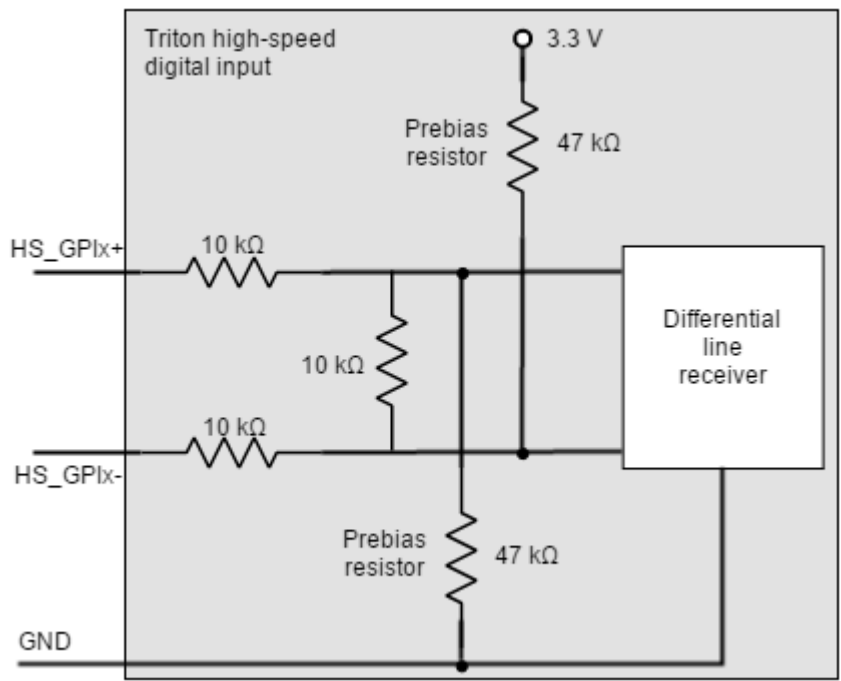 Triton high-speed
digital input
3.3 V
Prebias
resistor
47 kΩ
HS_GPIx+
10 kΩ
Differential
line
receiver
10 kΩ
10 kΩ
HS_GPIx-
Prebias
resistor
47 kΩ
GND